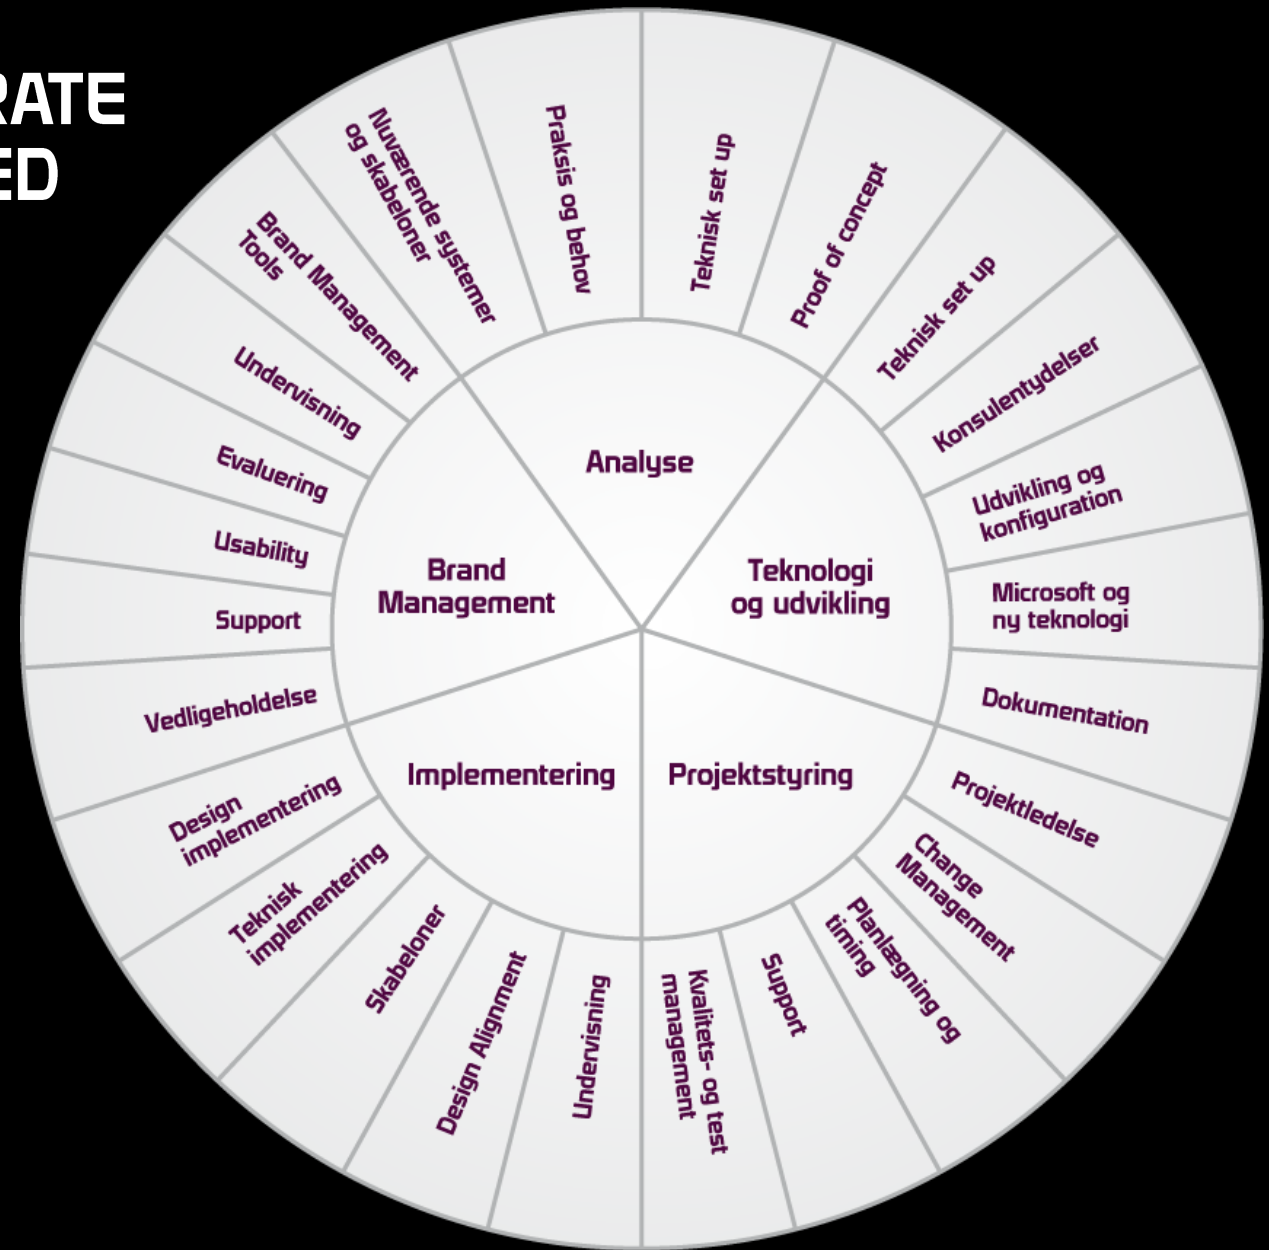 RATE
ED
Analyse
Teknologi
og udvikling
Projektstyring
Implementering
Brand
Management
Praksis og behov
Teknisk set up
Proof of concept
Teknisk set up
Konsulentydelser
Udvikling og
konfiguration
Microsoft og
ny teknologi
Dokumentation
Projektledelse
Change
Management
Planlægning og
timing
Support
Kvalitets- og test
management
Undervisning
Design Alignment
Skabeloner
Teknisk
implementering
Design
implementering
Vedligeholdelse
Support
Usability
Evaluering
Undervisning
Brand Management
Tools
Nuværende systemer
og skabeloner